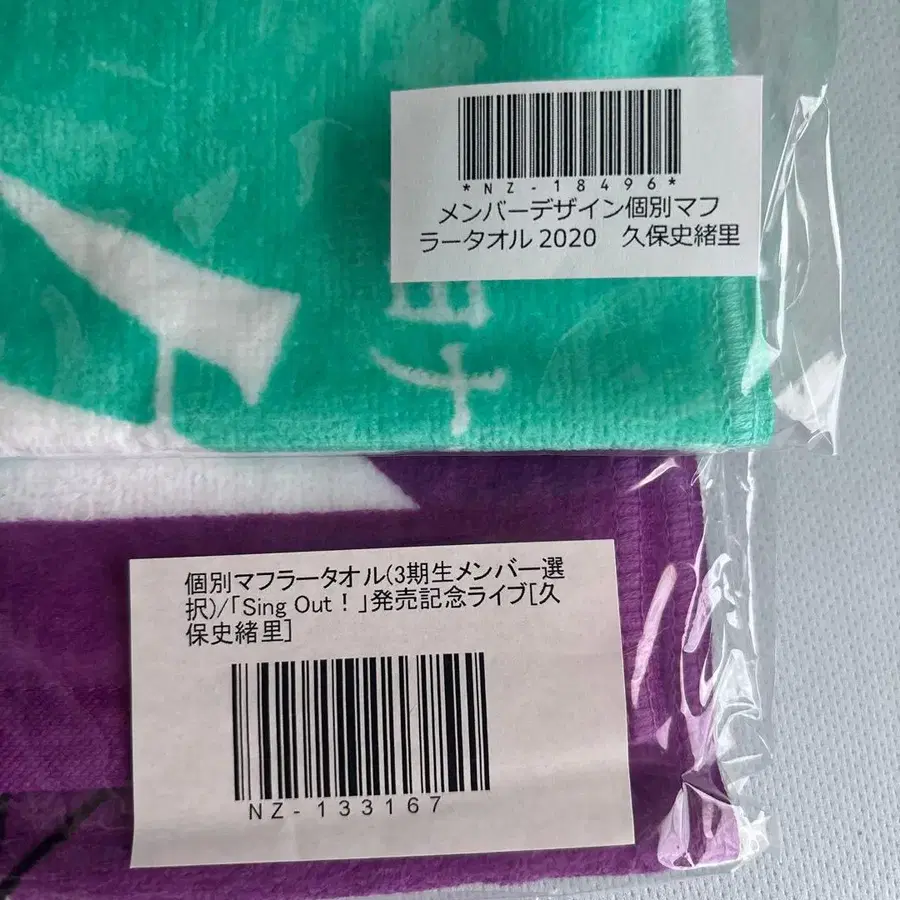 *NZ-18496*
メンバーデザイン個別マフ
ラータオル 2020　久保史緒里
個別マフラータオル(3期生メンバー選
択)/「Sing Out！」発売記念ライブ[久
保史緒里]
NZ-133167